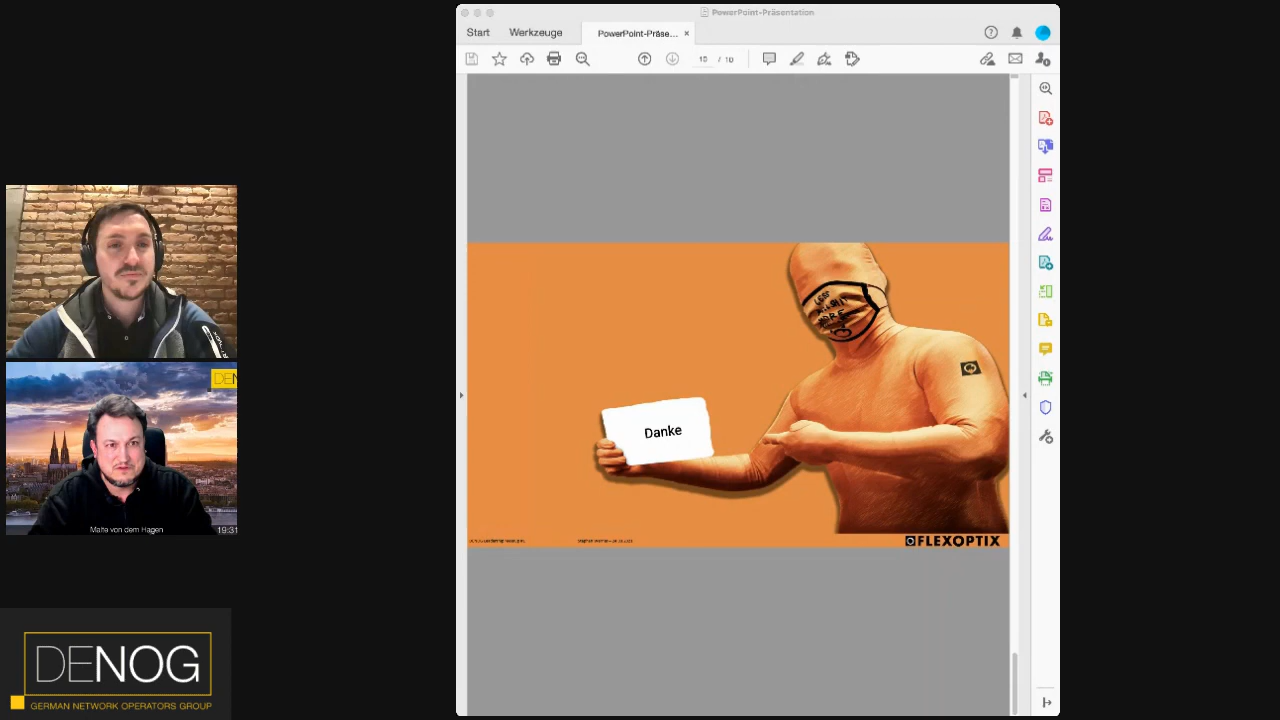 PowerPoint-Präsentation
Start
Werkzeuge
PowerPoint-Präse...
Danke
FLEXOPTIX
DENOG
Malte von dem Hagen
19:31
DENOG
GERMAN NETWORK OPERATORS GROUP